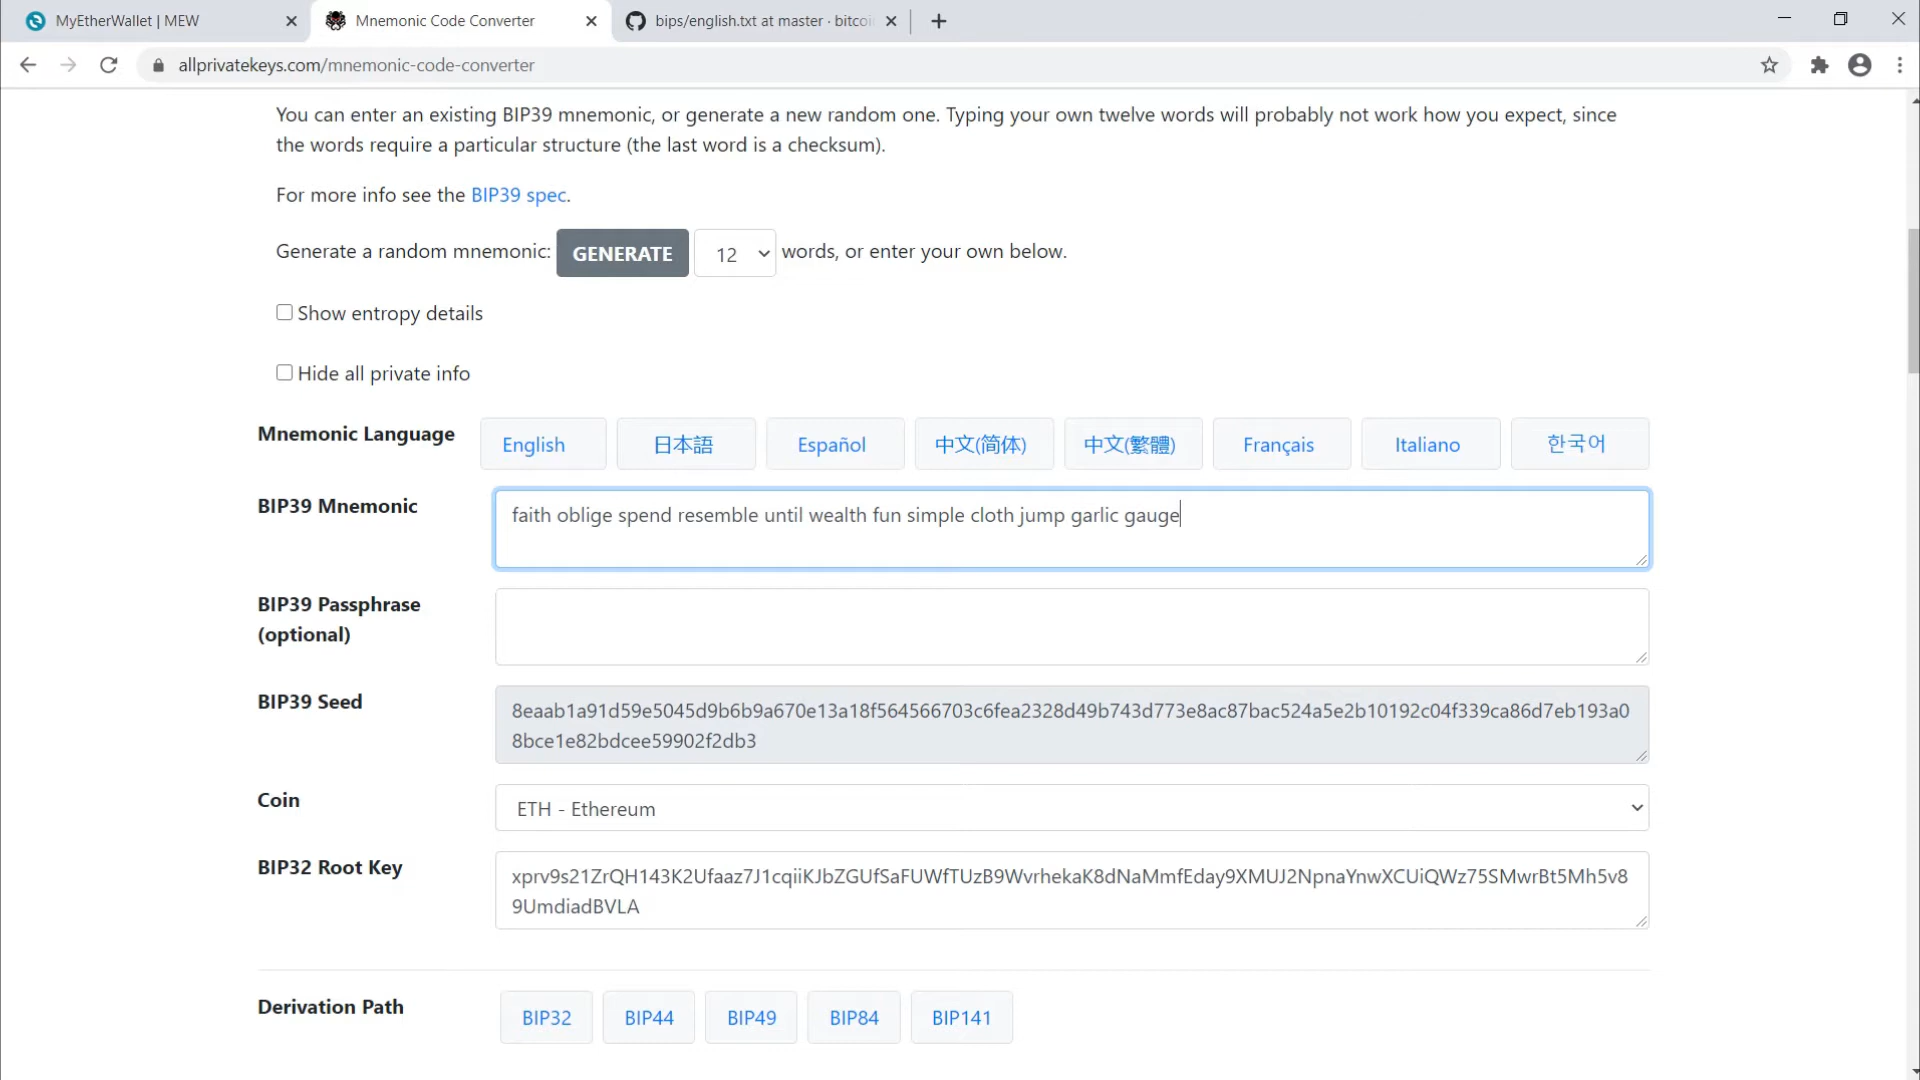 MyEtherWallet | MEW
Mnemonic Code Converter
bips/english.txt at master · bitcoi
allprivatekeys.com/mnemonic-code-converter
You can enter an existing BIP39 mnemonic, or generate a new random one. Typing your own twelve words will probably not work how you expect, since
the words require a particular structure (the last word is a checksum).
For more info see the BIP39 spec.
Generate a random mnemonic: GENERATE 12 words, or enter your own below.
Show entropy details
Hide all private info
Mnemonic Language English 日本語 Español 中文(简体) 中文(繁體) Français Italiano 한국어
BIP39 Mnemonic
faith oblige spend resemble until wealth fun simple cloth jump garlic gauge
BIP39 Passphrase
(optional)
BIP39 Seed
8eaab1a91d59e5045d9b6b9a670e13a18f564566703c6fea2328d49b743d773e8ac87bac524a5e2b10192c04f339ca86d7eb193a0
8bce1e82bdcee59902f2db3
Coin
ETH - Ethereum
BIP32 Root Key
xprv9s21ZrQH143K2Ufaaz7J1cqiiKJbZGUfSaFUWfTUzB9WvrhekaK8dNaMmfEday9XMUJ2NpnaYnwXCUiQWz75SMwrBt5Mh5v8
9UmdiadBVLA
Derivation Path BIP32 BIP44 BIP49 BIP84 BIP141